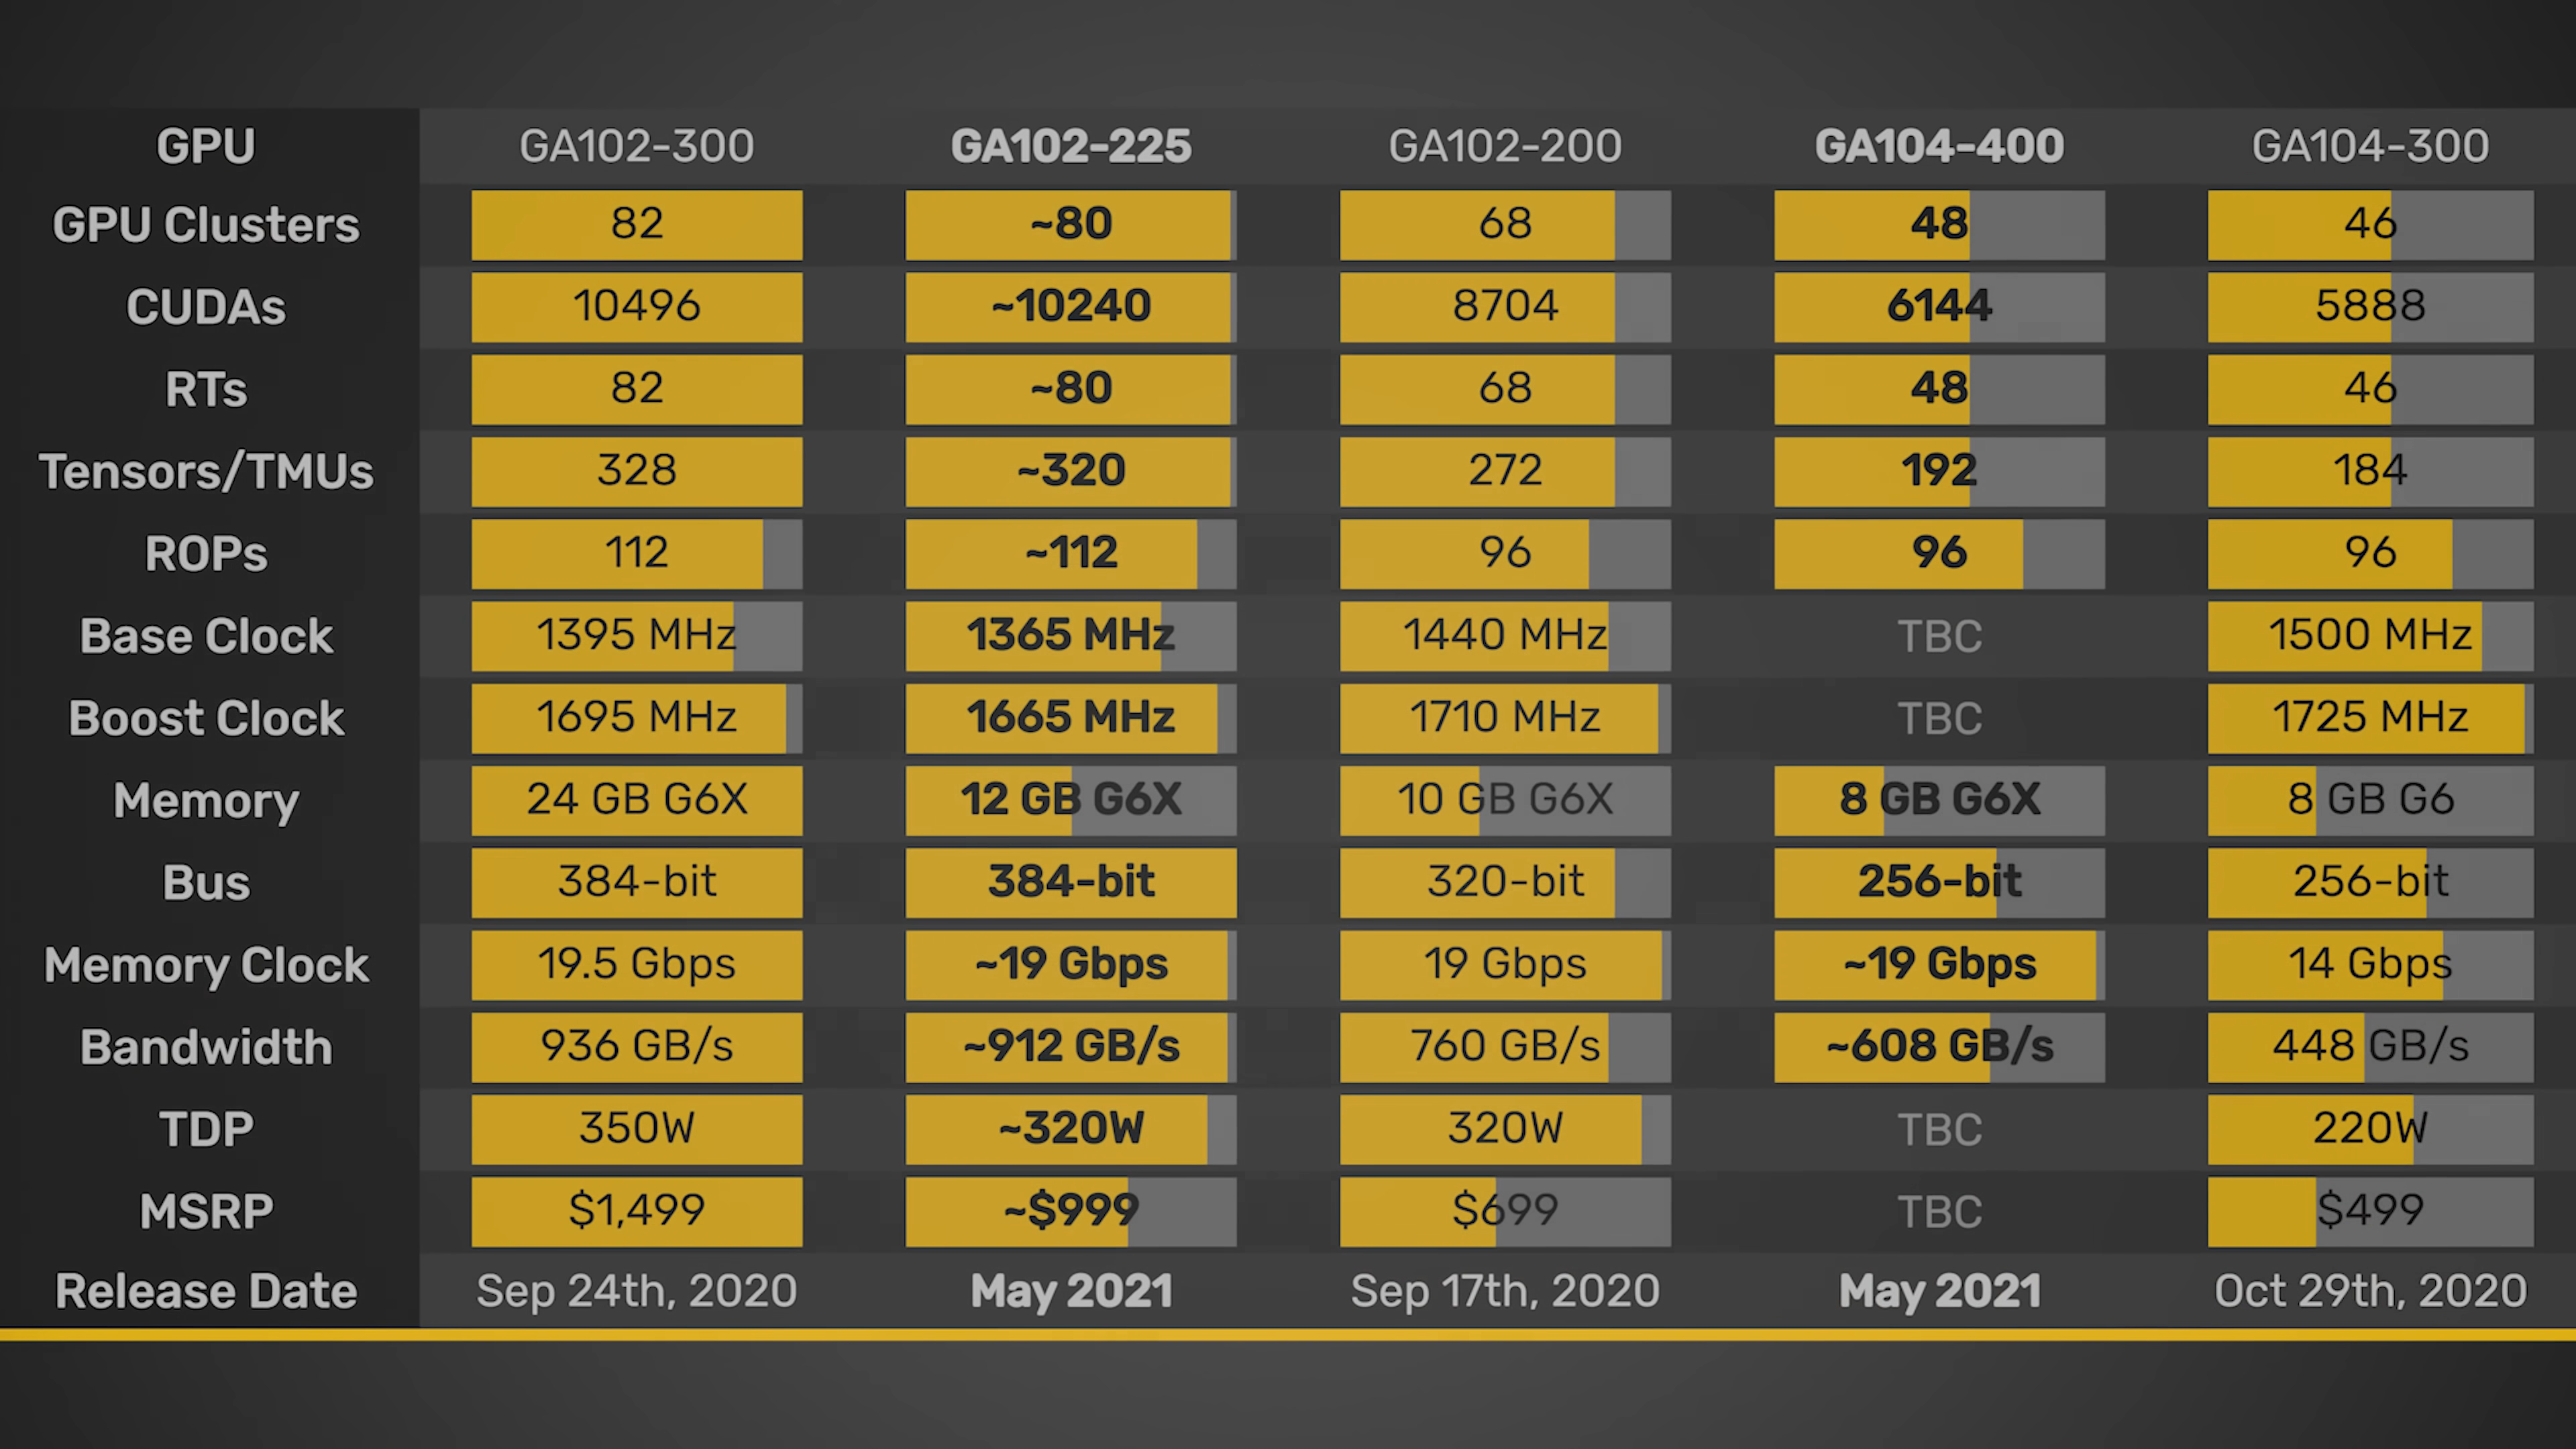 GPU GA102-300 GA102-225 GA102-200 GA104-400 GA104-300
GPU Clusters 82 ~80 68 48 46
CUDAs 10496 ~10240 8704 6144 5888
RTs 82 ~80 68 48 46
Tensors/TMUs 328 ~320 272 192 184
ROPs 112 ~112 96 96 96
Base Clock 1395 MHz 1365 MHz 1440 MHz TBC 1500 MHz
Boost Clock 1695 MHz 1665 MHz 1710 MHz TBC 1725 MHz
Memory 24 GB G6X 12 GB G6X 10 GB G6X 8 GB G6X 8 GB G6
Bus 384-bit 384-bit 320-bit 256-bit 256-bit
Memory Clock 19.5 Gbps ~19 Gbps 19 Gbps ~19 Gbps 14 Gbps
Bandwidth 936 GB/s ~912 GB/s 760 GB/s ~608 GB/s 448 GB/s
TDP 350W ~320W 320W TBC 220W
MSRP $1,499 ~$999 $699 TBC $499
Release Date Sep 24th, 2020 May 2021 Sep 17th, 2020 May 2021 Oct 29th, 2020